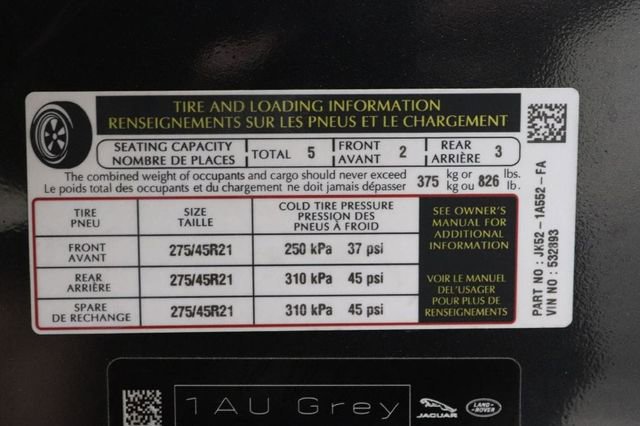 TIRE AND LOADING INFORMATION
RENSEIGNEMENTS SUR LES PNEUS ET LE CHARGEMENT
SEATING CAPACITY
NOMBRE DE PLACES
TOTAL 5
FRONT
AVANT 2
REAR
ARRIÈRE 3
The combined weight of occupants and cargo should never exceed 375 kg or 826 lbs.
Le poids total des occupants et du chargement ne doit jamais dépasser kg ou lb.
TIRE
PNEU
SIZE
TAILLE
COLD TIRE PRESSURE
PRESSION DES
PNEUS À FROID
FRONT
AVANT
275/45R21
250 kPa 37 psi
REAR
ARRIÈRE
275/45R21
310 kPa 45 psi
SPARE
DE RECHANGE
275/45R21
310 kPa 45 psi
SEE OWNER'S
MANUAL FOR
ADDITIONAL
INFORMATION
VOIR LE MANUEL
DE L'USAGER
POUR PLUS DE
RENSEIGNEMENTS
PART NO : JK52-1A552-FA
VIN NO : 532893
1AU Grey
JAGUAR
LAND-ROVER